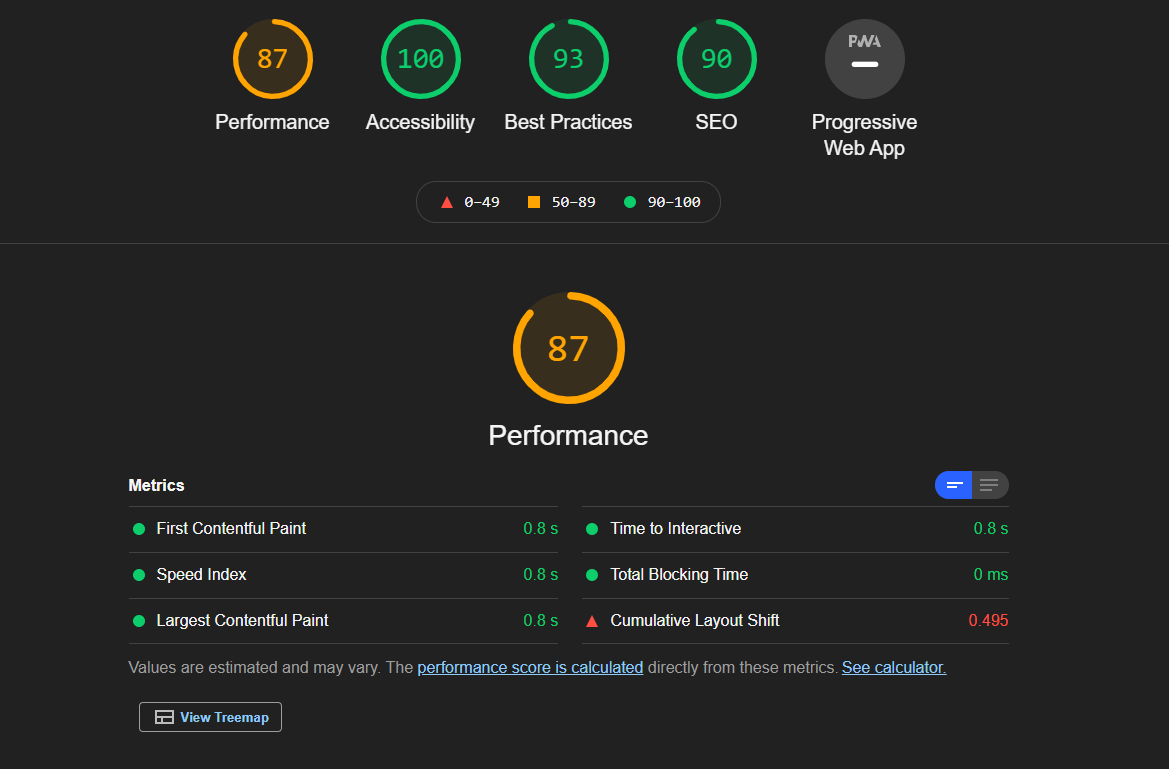 87 100 93 90 PWA
Performance Accessibility Best Practices SEO Progressive
Web App
0–49 50–89 90–100
87
Performance
Metrics
First Contentful Paint 0.8 s Time to Interactive 0.8 s
Speed Index 0.8 s Total Blocking Time 0 ms
Largest Contentful Paint 0.8 s Cumulative Layout Shift 0.495
Values are estimated and may vary. The performance score is calculated directly from these metrics. See calculator.
View Treemap